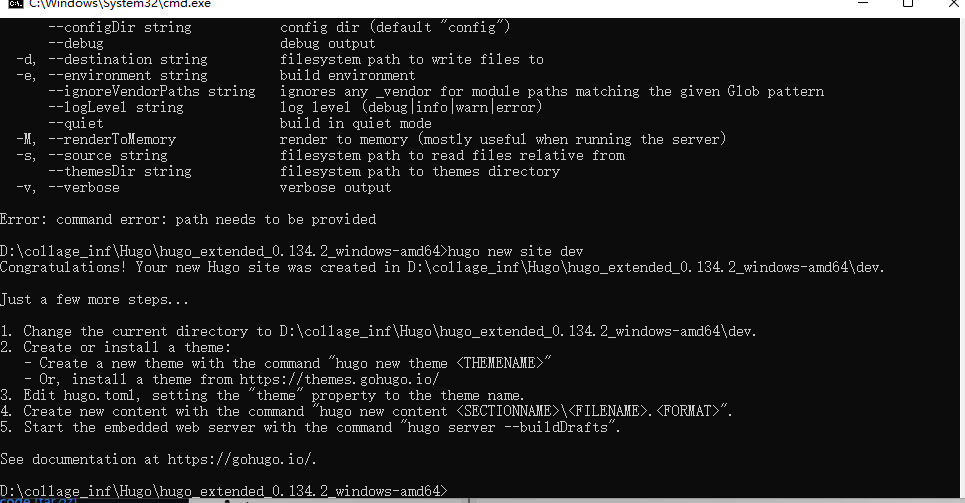 C:\Windows\System32\cmd.exe
--configDir string config dir (default "config")
--debug debug output
-d, --destination string filesystem path to write files to
-e, --environment string build environment
--ignoreVendorPaths string ignores any _vendor for module paths matching the given Glob pattern
--logLevel string log level (debug|info|warn|error)
--quiet build in quiet mode
-M, --renderToMemory render to memory (mostly useful when running the server)
-s, --source string filesystem path to read files relative from
--themesDir string filesystem path to themes directory
-v, --verbose verbose output
Error: command error: path needs to be provided
D:\collage_inf\Hugo\hugo_extended_0.134.2_windows-amd64>hugo new site dev
Congratulations! Your new Hugo site was created in D:\collage_inf\Hugo\hugo_extended_0.134.2_windows-amd64\dev.
Just a few more steps...
1. Change the current directory to D:\collage_inf\Hugo\hugo_extended_0.134.2_windows-amd64\dev.
2. Create or install a theme:
- Create a new theme with the command "hugo new theme <THEMENAME>"
- Or, install a theme from https://themes.gohugo.io/
3. Edit hugo.toml, setting the "theme" property to the theme name.
4. Create new content with the command "hugo new content <SECTIONNAME>\<FILENAME>.<FORMAT>".
5. Start the embedded web server with the command "hugo server --buildDrafts".
See documentation at https://gohugo.io/.
D:\collage_inf\Hugo\hugo_extended_0.134.2_windows-amd64>